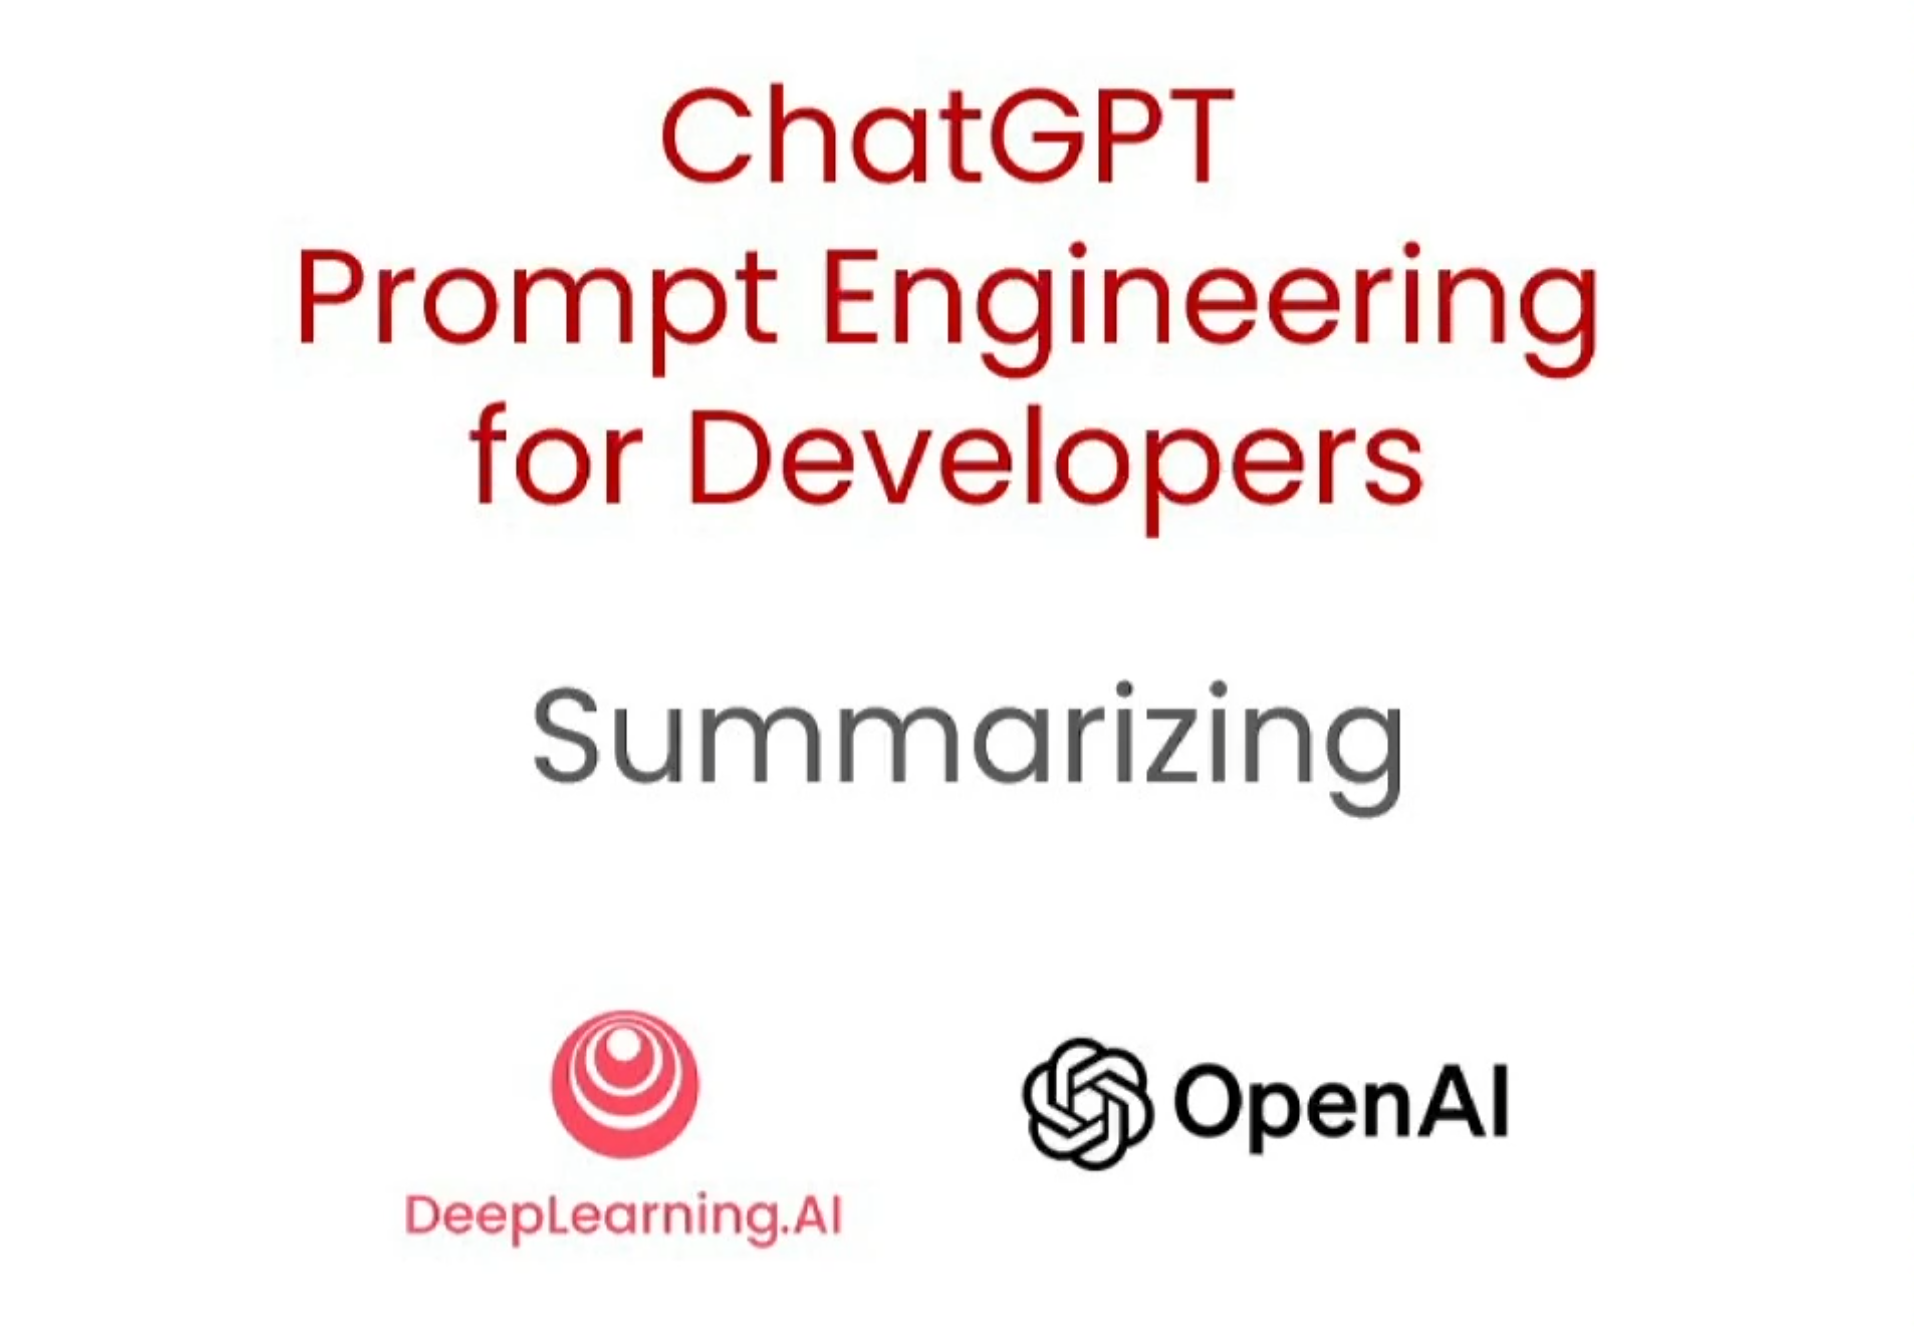 ChatGPT
Prompt Engineering
for Developers
Summarizing
DeepLearning.AI
OpenAI